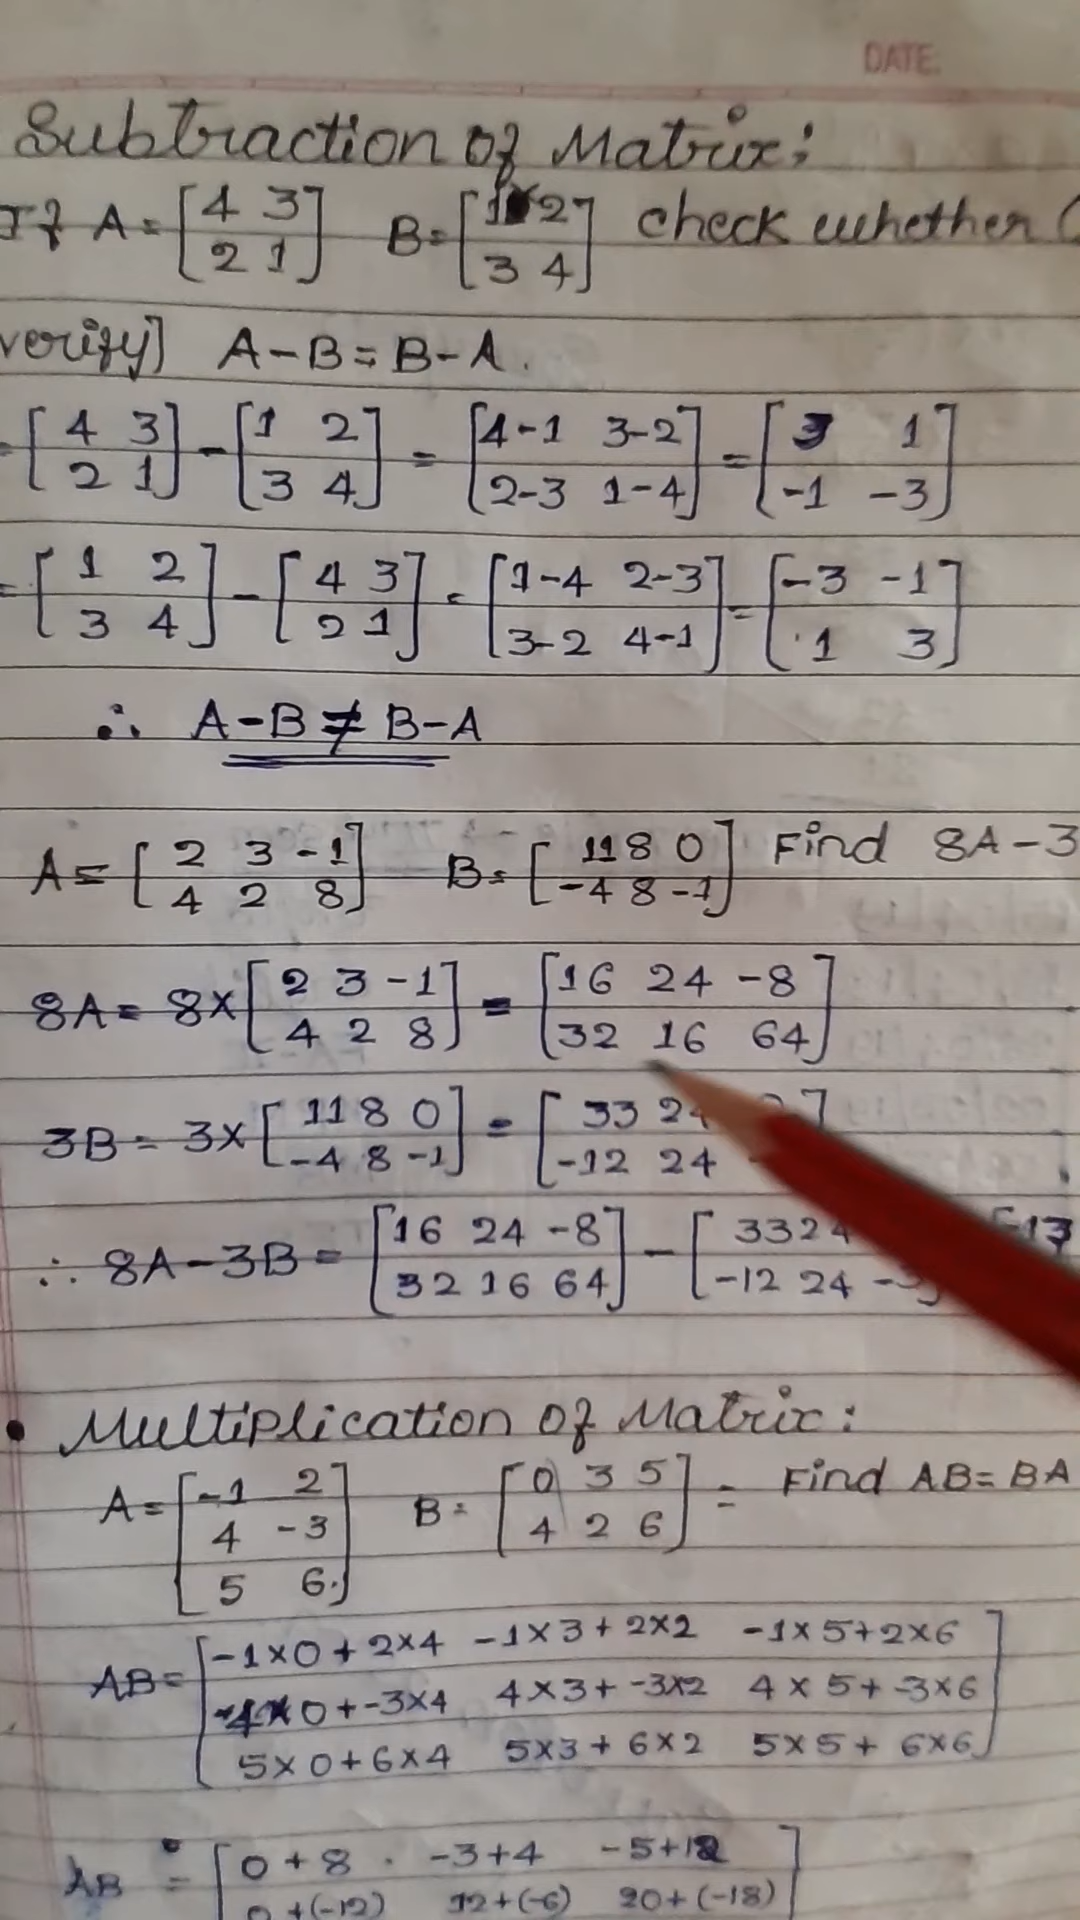 DATE:
Subtraction of Matrix:
If A = [4 3] B = [1 2] check whether
[2 1] [3 4]
verify] A - B = B - A.
= [4 3] - [1 2] = [4-1 3-2] = [3 1]
[2 1] [3 4] [2-3 1-4] [-1 -3]
= [1 2] - [4 3] = [1-4 2-3] = [-3 -1]
[3 4] [2 1] [3-2 4-1] [1 3]
∴ A-B ≠ B-A
A = [2 3 -1] B = [11 8 0] Find 8A-3
[4 2 8] [-4 8 -1]
8A = 8× [2 3 -1] = [16 24 -8]
[4 2 8] [32 16 64]
3B = 3× [11 8 0] = [33 24
[-4 8 -1] [-12 24
∴ 8A-3B = [16 24 -8] - [33 24
[32 16 64] [-12 24 -3]
• Multiplication of Matrix:
A = [-1 2] B = [0 3 5] = Find AB = BA
[4 -3] [4 2 6]
[5 6.]
AB = [-1×0+2×4 -1×3+2×2 -1×5+2×6]
[4×0+-3×4 4×3+-3×2 4×5+-3×6]
[5×0+6×4 5×3+6×2 5×5+6×6]
AB = [0+8 -3+4 -5+12]
0+(-12) 12+(-6) 20+(-18)